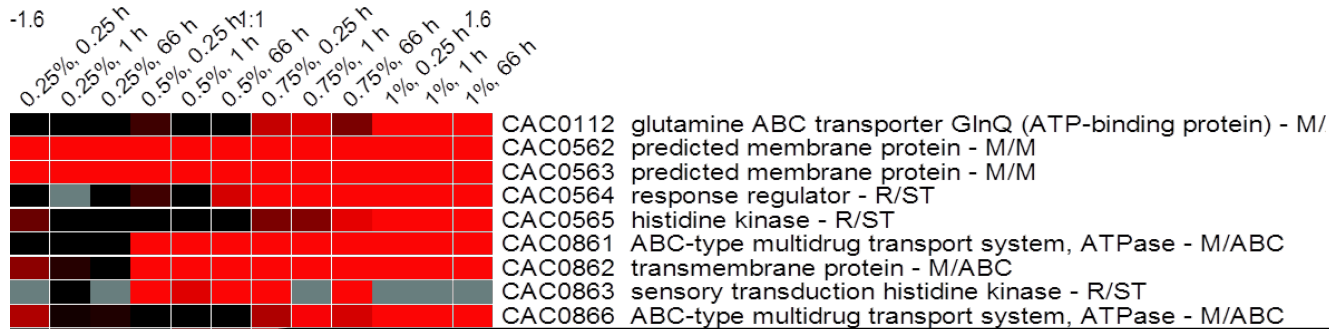 -1.6 1:1 1.6
0.25%, 0.25 h
0.25%, 1 h
0.25%, 66 h
0.5%, 0.25 h
0.5%, 1 h
0.5%, 66 h
0.75%, 0.25 h
0.75%, 1 h
0.75%, 66 h
1%, 0.25 h
1%, 1 h
1%, 66 h
CAC0112 glutamine ABC transporter GlnQ (ATP-binding protein) - M/
CAC0562 predicted membrane protein - M/M
CAC0563 predicted membrane protein - M/M
CAC0564 response regulator - R/ST
CAC0565 histidine kinase - R/ST
CAC0861 ABC-type multidrug transport system, ATPase - M/ABC
CAC0862 transmembrane protein - M/ABC
CAC0863 sensory transduction histidine kinase - R/ST
CAC0866 ABC-type multidrug transport system, ATPase - M/ABC